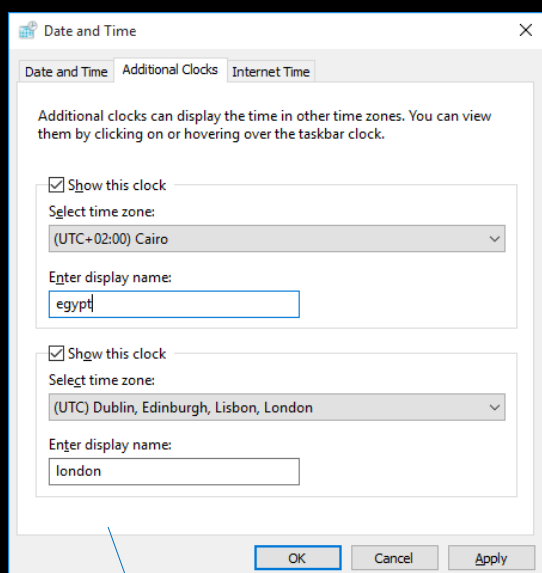 Date and Time
Date and Time Additional Clocks Internet Time
Additional clocks can display the time in other time zones. You can view
them by clicking on or hovering over the taskbar clock.
Show this clock
Select time zone:
(UTC+02:00) Cairo
Enter display name:
egypt
Show this clock
Select time zone:
(UTC) Dublin, Edinburgh, Lisbon, London
Enter display name:
london
OK Cancel Apply